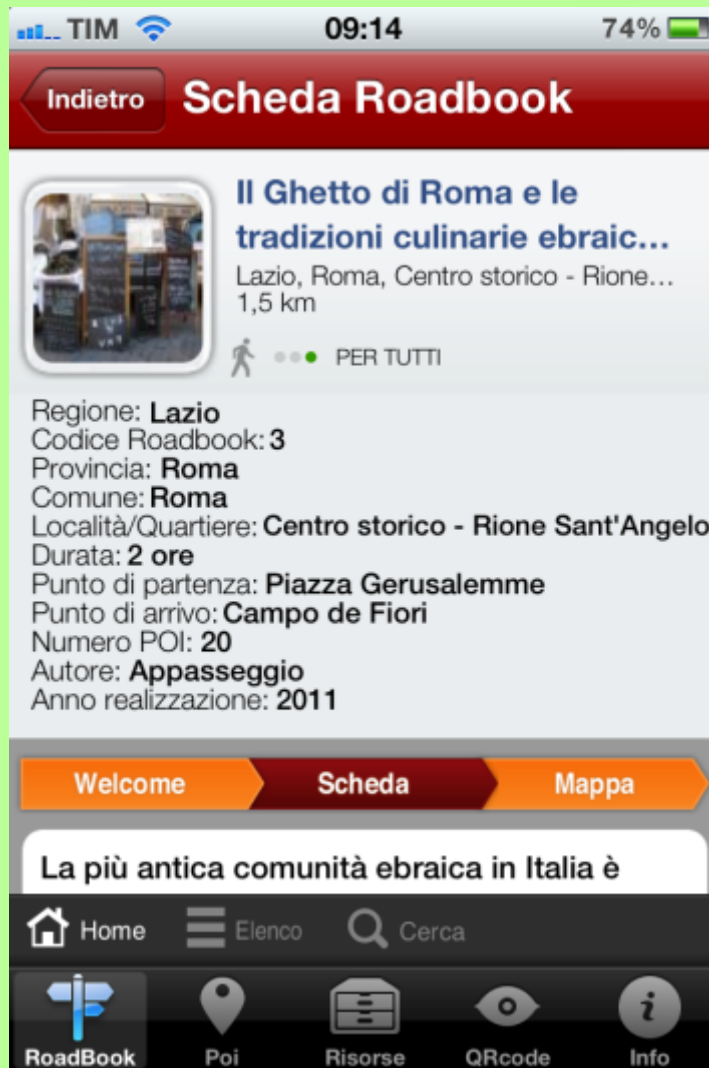 TIM 09:14 74%
Indietro Scheda Roadbook
Il Ghetto di Roma e le
tradizioni culinarie ebraic...
Lazio, Roma, Centro storico - Rione...
1,5 km
PER TUTTI
Regione: Lazio
Codice Roadbook: 3
Provincia: Roma
Comune: Roma
Località/Quartiere: Centro storico - Rione Sant'Angelo
Durata: 2 ore
Punto di partenza: Piazza Gerusalemme
Punto di arrivo: Campo de Fiori
Numero POI: 20
Autore: Appasseggio
Anno realizzazione: 2011
Welcome Scheda Mappa
La più antica comunità ebraica in Italia è
Home Elenco Cerca
RoadBook Poi Risorse QRcode Info